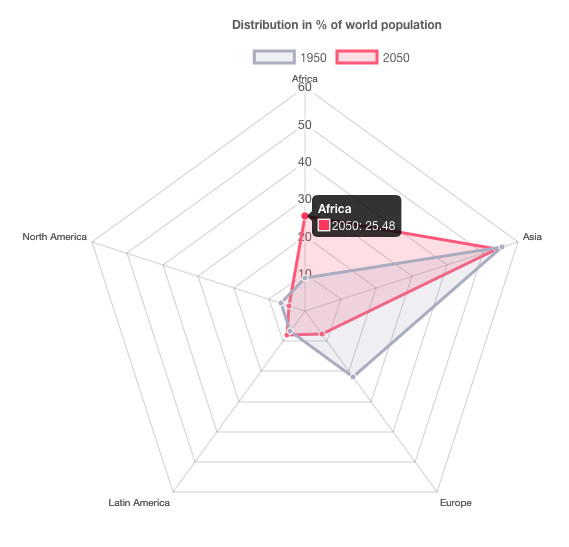 Distribution in % of world population
1950 2050
Africa
60
50
40
30
Africa
2050: 25.48
20
10
North America
Asia
Latin America
Europe